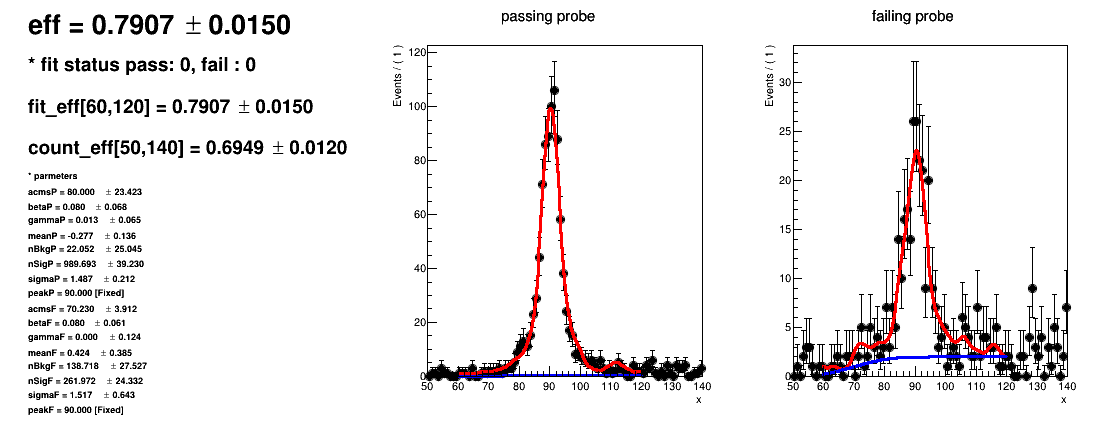 eff = 0.7907 ± 0.0150
* fit status pass: 0, fail : 0
fit_eff[60,120] = 0.7907 ± 0.0150
count_eff[50,140] = 0.6949 ± 0.0120
* parmeters
acmsP = 80.000 ± 23.423
betaP = 0.080 ± 0.068
gammaP = 0.013 ± 0.065
meanP = -0.277 ± 0.136
nBkgP = 22.052 ± 25.045
nSigP = 989.693 ± 39.230
sigmaP = 1.487 ± 0.212
peakP = 90.000 [Fixed]
acmsF = 70.230 ± 3.912
betaF = 0.080 ± 0.061
gammaF = 0.000 ± 0.124
meanF = 0.424 ± 0.385
nBkgF = 138.718 ± 27.527
nSigF = 261.972 ± 24.332
sigmaF = 1.517 ± 0.643
peakF = 90.000 [Fixed]
passing probe
Events / ( 1 )
120
100
80
60
40
20
0
50 60 70 80 90 100 110 120 130 140
x
failing probe
Events / ( 1 )
30
25
20
15
10
5
0
50 60 70 80 90 100 110 120 130 140
x